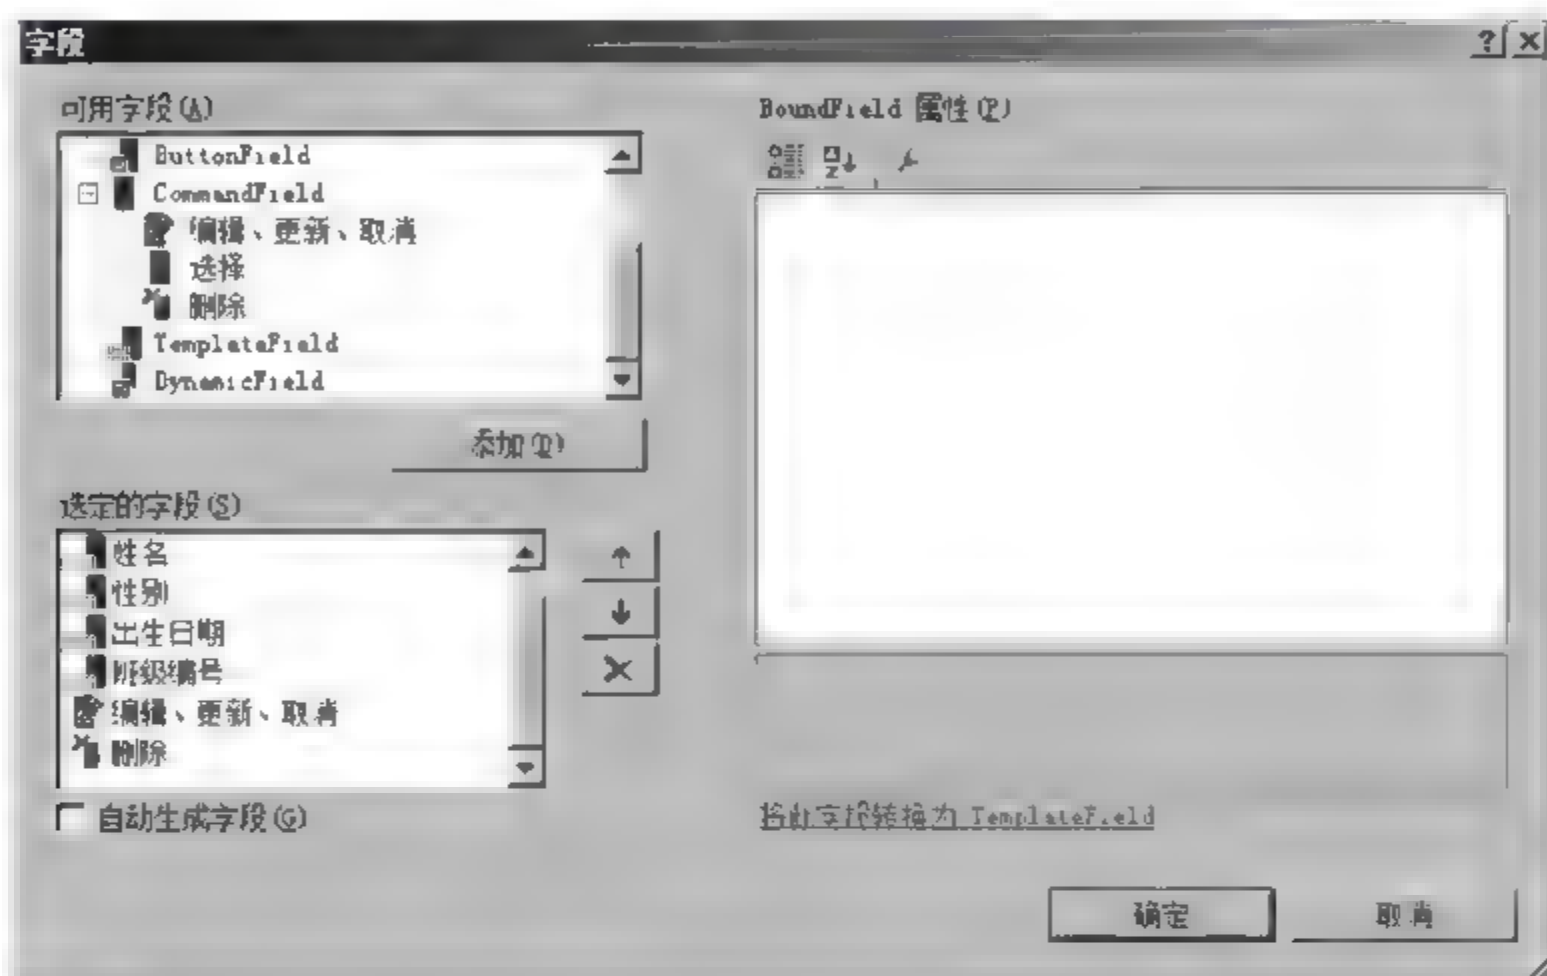 字段
可用字段(A)
ButtonField
CommandField
编辑、更新、取消
选择
删除
TemplateField
DynamicField
添加(D)
选定的字段(S)
姓名
性别
出生日期
班级编号
编辑、更新、取消
删除
自动生成字段(G)
BoundField 属性(P)
将此字段转换为 TemplateField
确定
取消